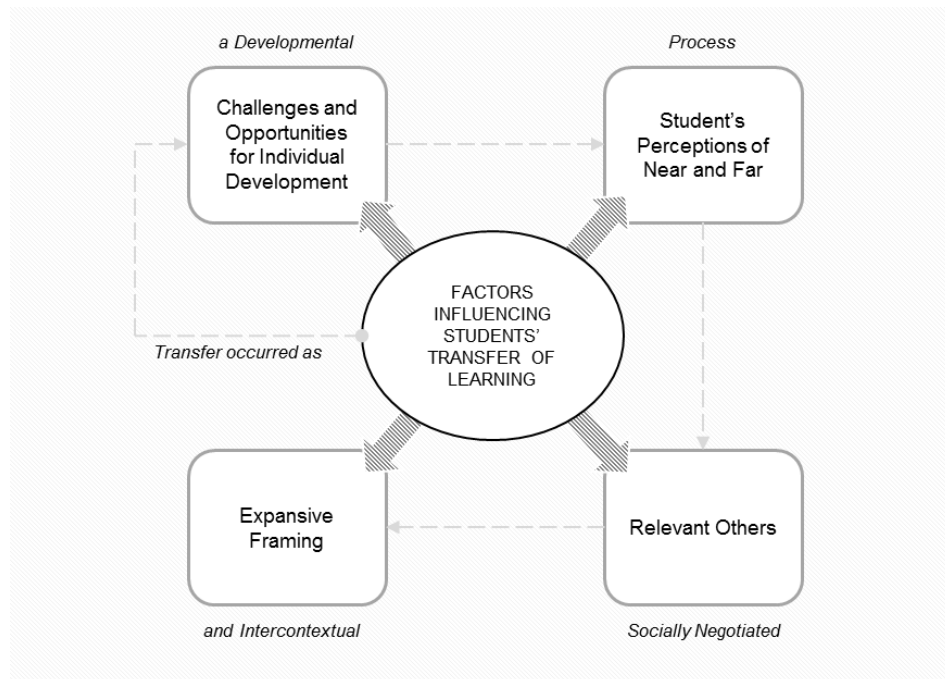 a Developmental
Process
Challenges and
Opportunities
for Individual
Development
Student’s
Perceptions of
Near and Far
FACTORS
INFLUENCING
STUDENTS’
TRANSFER OF
LEARNING
Transfer occurred as
Expansive
Framing
Relevant Others
and Intercontextual
Socially Negotiated